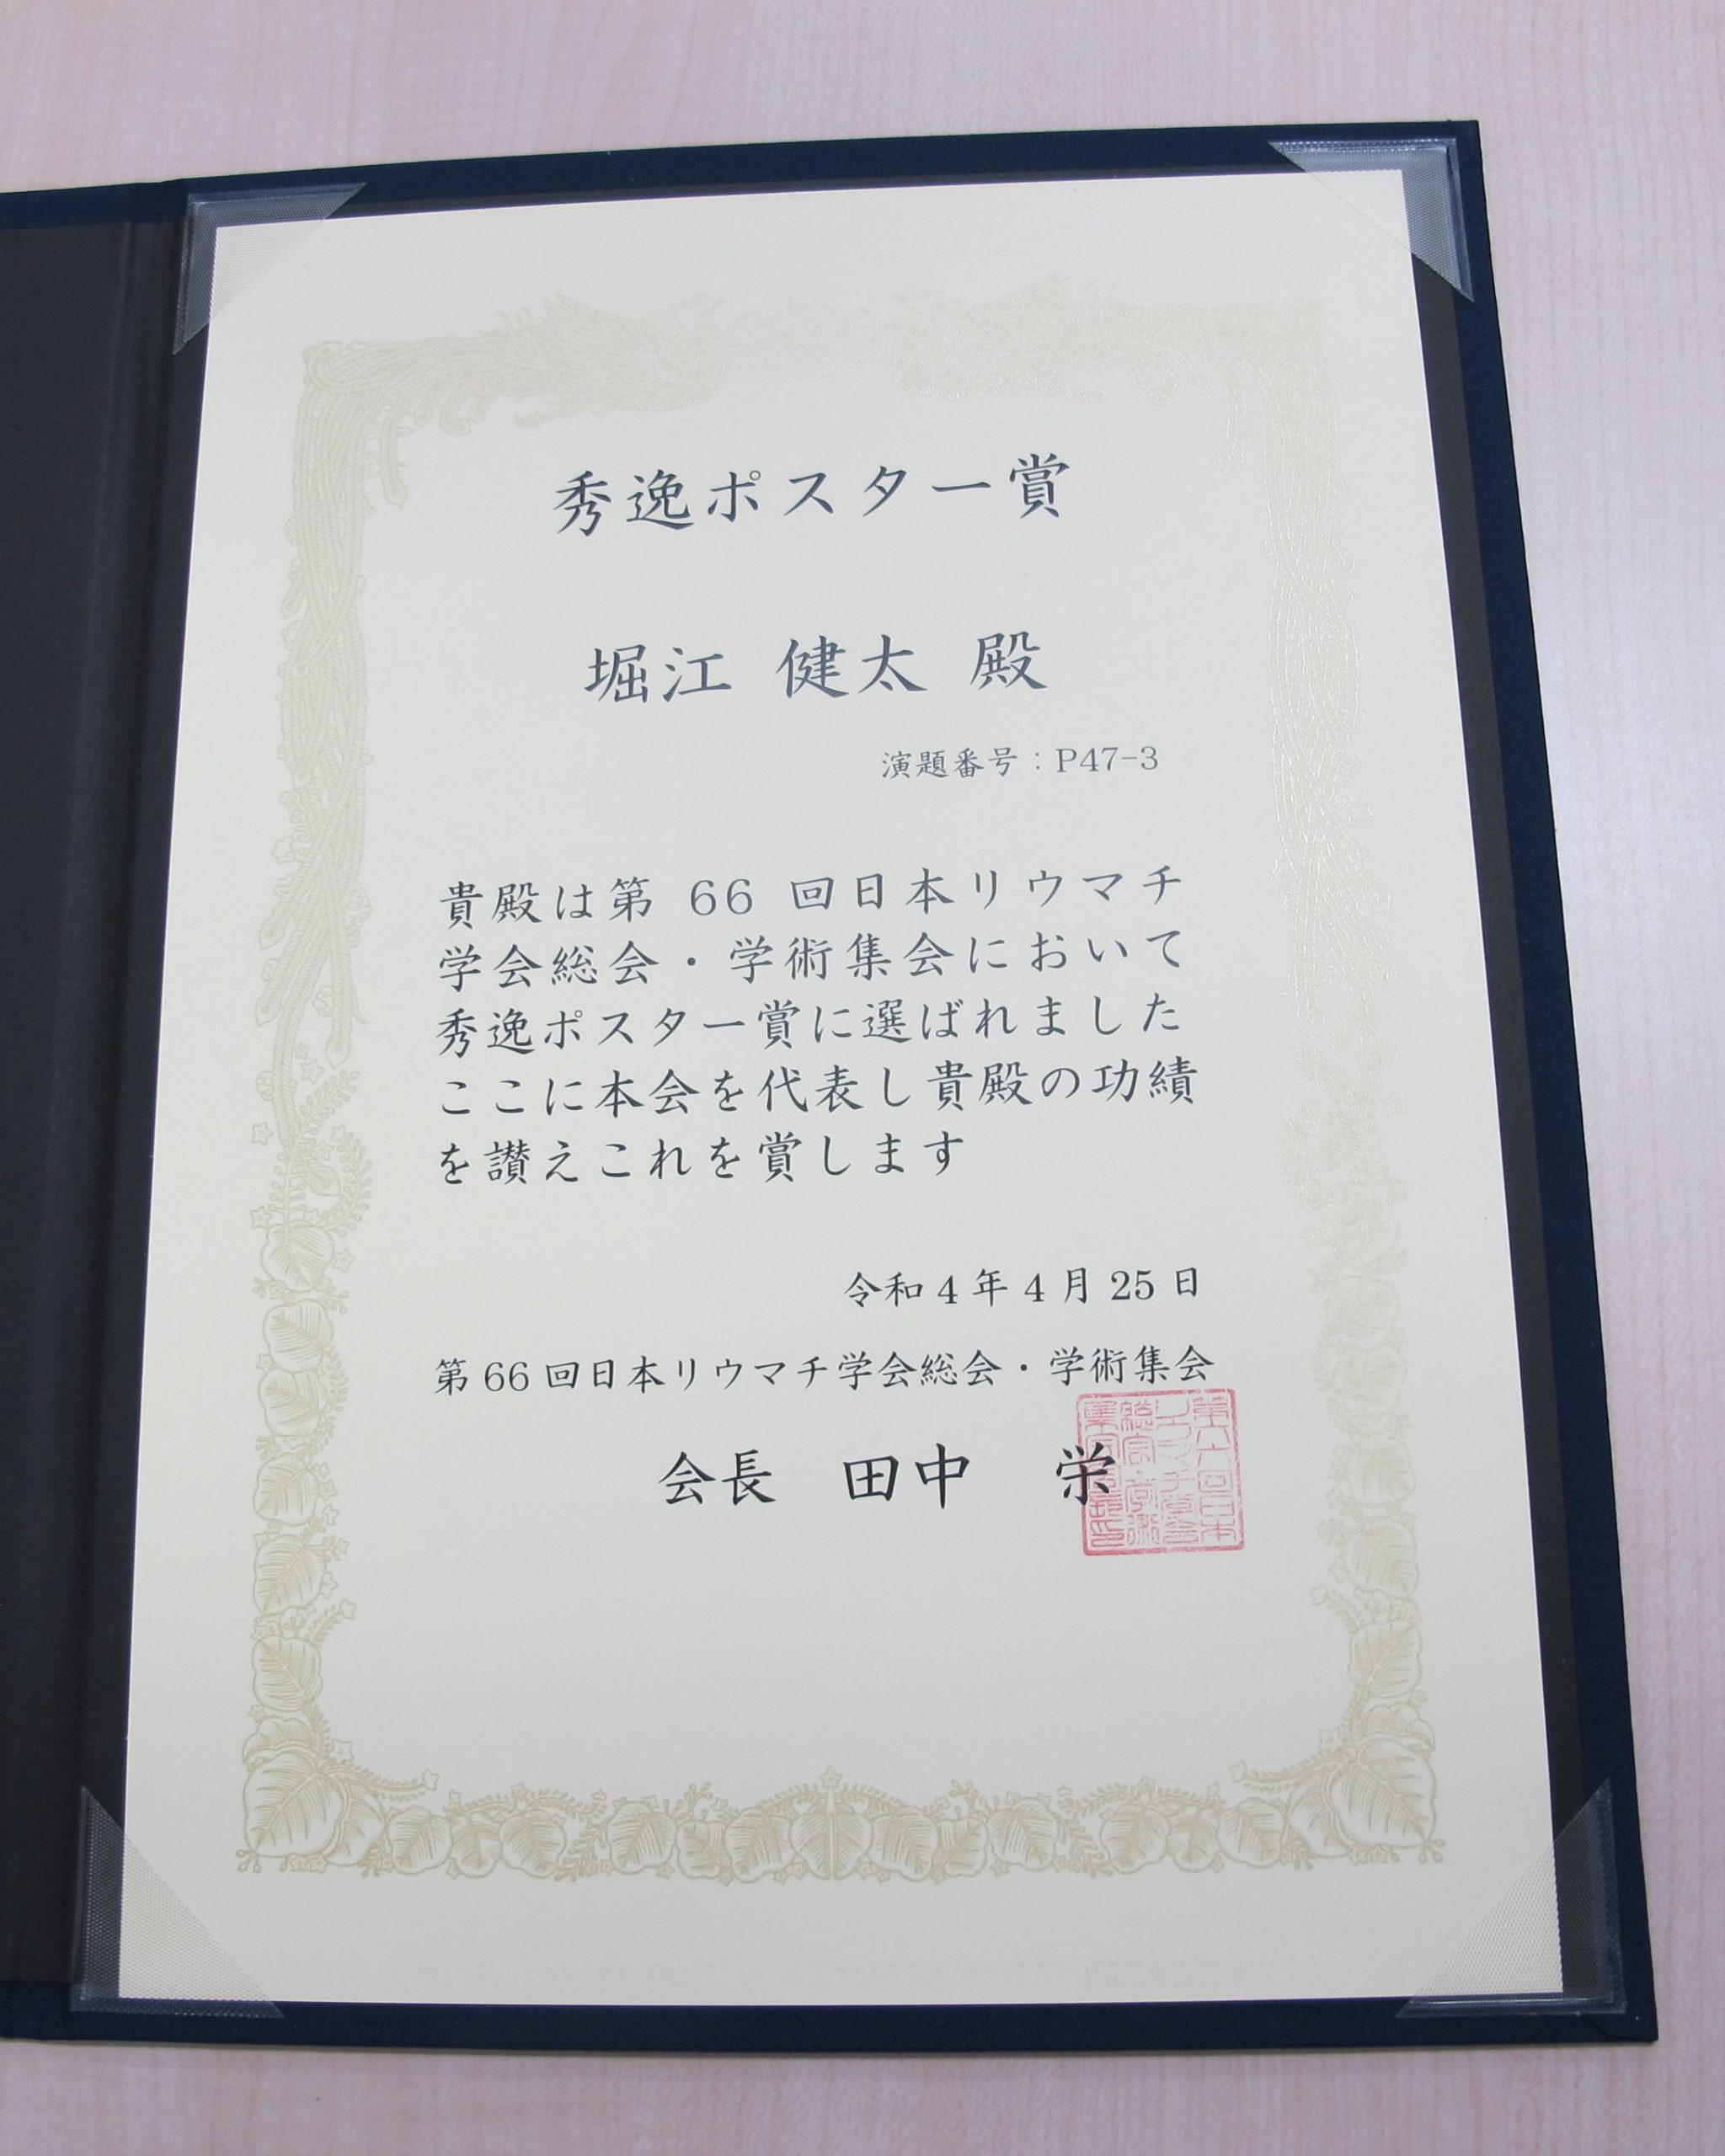 秀逸ポスター賞
堀江 健太 殿
演題番号：P47-3
貴殿は第 66 回日本リウマチ
学会総会・学術集会において
秀逸ポスター賞に選ばれました
ここに本会を代表し貴殿の功績
を讃えこれを賞します
令和 4 年 4 月 25 日
第 66 回日本リウマチ学会総会・学術集会
会長 田中 栄